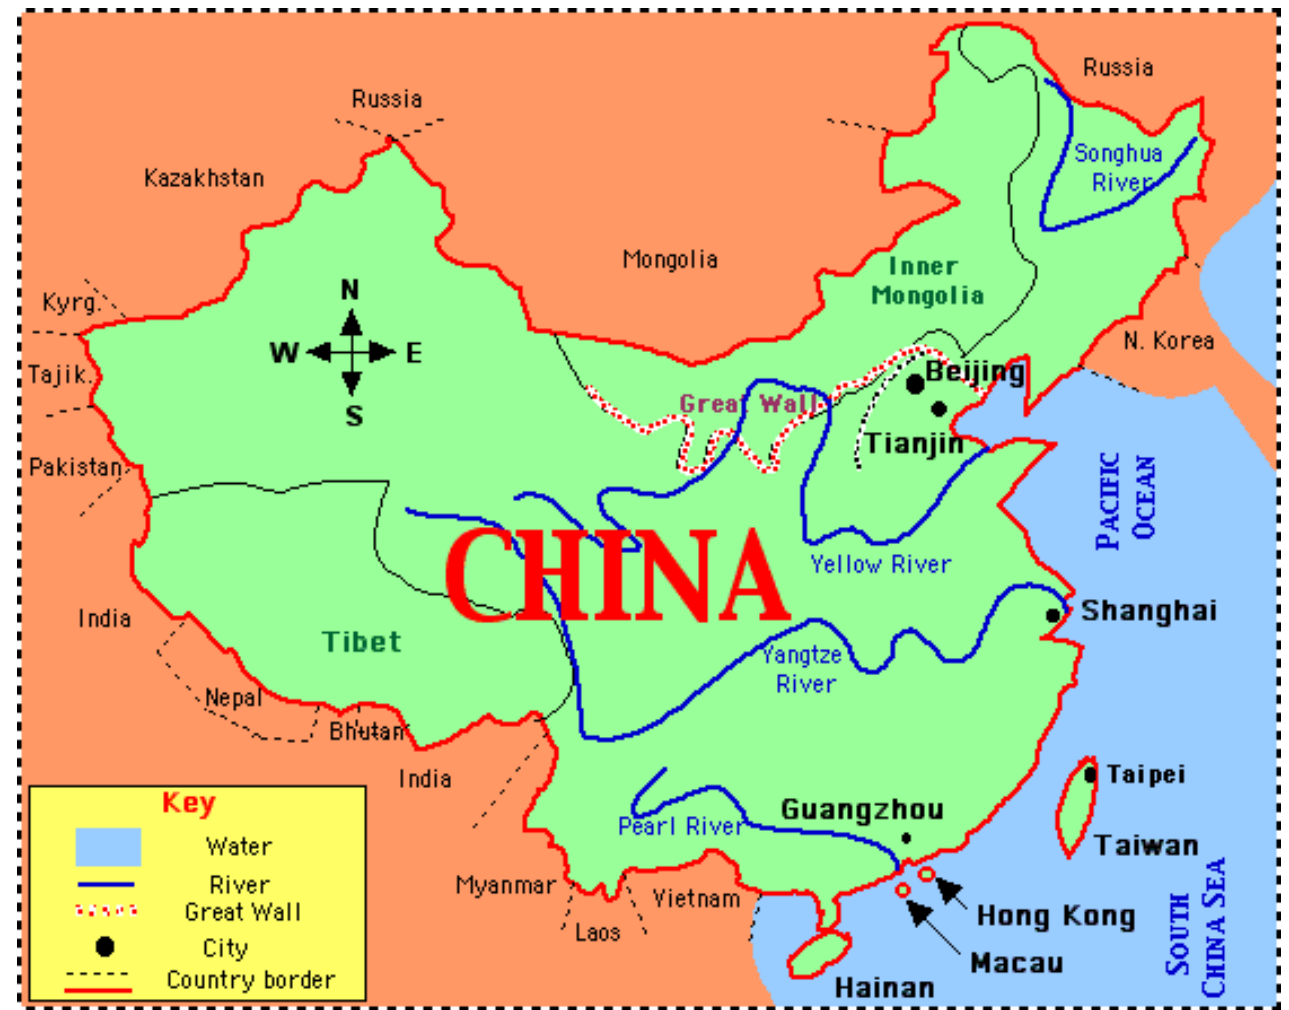 Russia
Russia
Kazakhstan
Songhua
River
Mongolia
Inner
Mongolia
N
W E
S
Kyrg.
Tajik.
N. Korea
Beijing
Great Wall
Tianjin
Pakistan
PACIFIC
OCEAN
CHINA
Yellow River
India
Shanghai
Tibet
Yangtze
River
Nepal
Bhutan
India
Taipei
Key
Water
River
Great Wall
City
Country border
Guangzhou
Pearl River
Taiwan
Myanmar
Vietnam
Laos
Hong Kong
Macau
Hainan
SOUTH
CHINA SEA